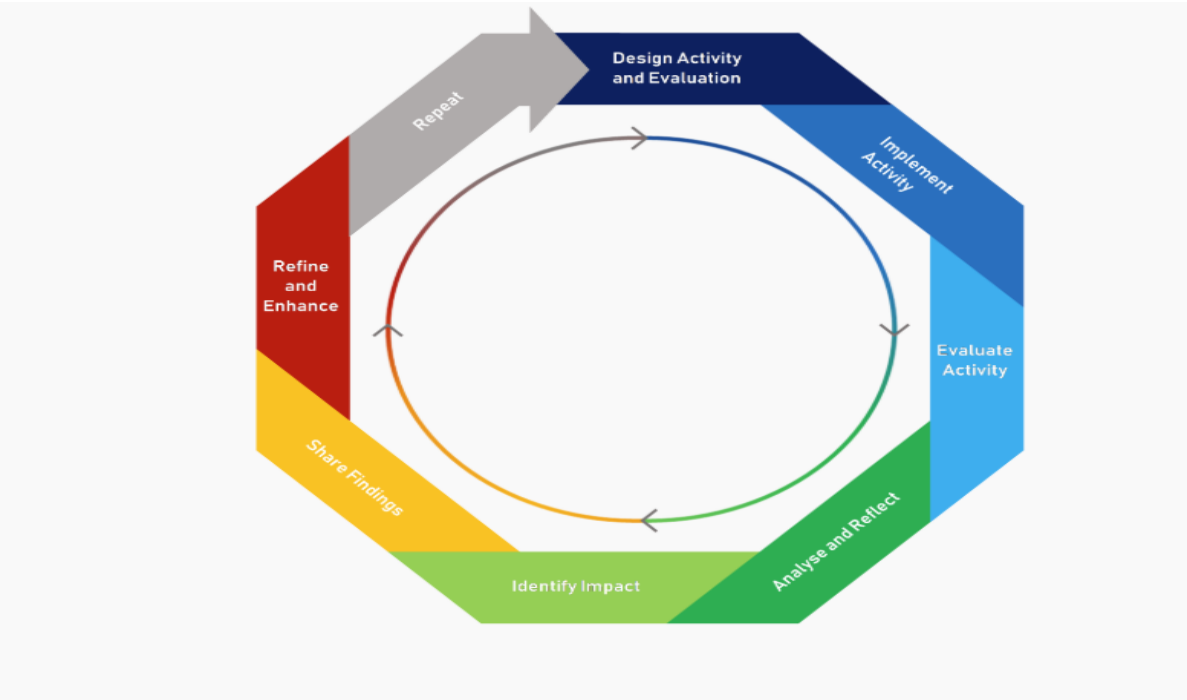 Design Activity
and Evaluation
Implement
Activity
Evaluate
Activity
Analyse and Reflect
Identify Impact
Share Findings
Refine
and
Enhance
Repeat